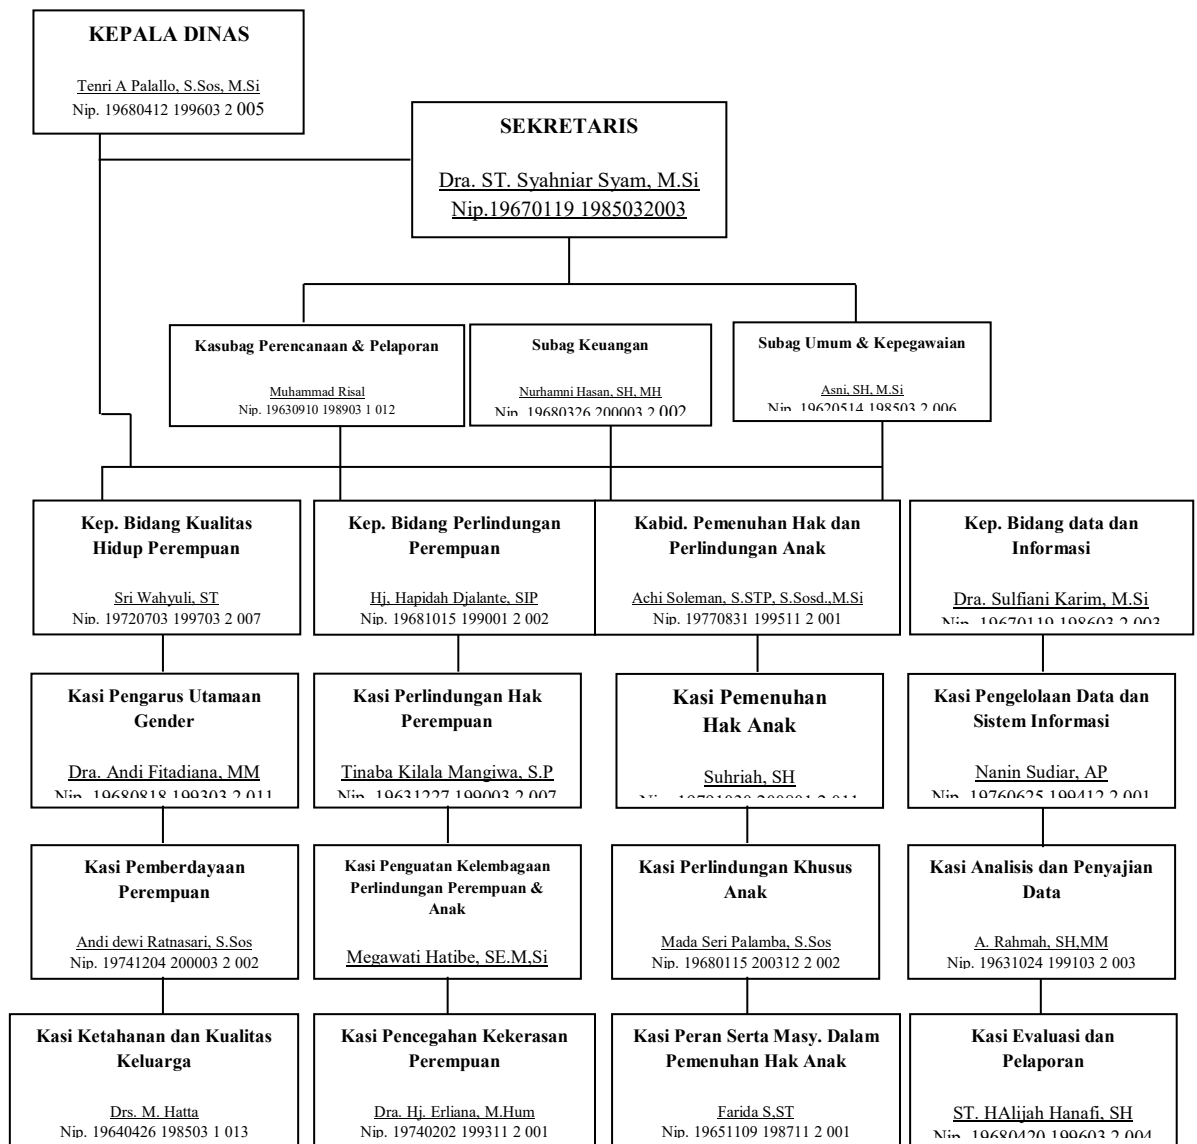 KEPALA DINAS
Tenri A Palallo, S.Sos, M.Si
Nip. 19680412 199603 2 005
SEKRETARIS
Dra. ST. Syahniar Syam, M.Si
Nip.19670119 1985032003
Kasubag Perencanaan & Pelaporan
Muhammad Risal
Nip. 19630910 198903 1 012
Subag Keuangan
Nurhamni Hasan, SH, MH
Nip. 19680326 200003 2 002
Subag Umum & Kepegawaian
Asni, SH, M.Si
Nip. 19620514 198503 2 006
Kep. Bidang Kualitas
Hidup Perempuan
Sri Wahyuli, ST
Nip. 19720703 199703 2 007
Kep. Bidang Perlindungan
Perempuan
Hj, Hapidah Djalante, SIP
Nip. 19681015 199001 2 002
Kabid. Pemenuhan Hak dan
Perlindungan Anak
Achi Soleman, S.STP, S.Sosd.,M.Si
Nip. 19770831 199511 2 001
Kep. Bidang data dan
Informasi
Dra. Sulfiani Karim, M.Si
Nip. 19670119 198603 2 003
Kasi Pengarus Utamaan
Gender
Dra. Andi Fitadiana, MM
Nip. 19680818 199303 2 011
Kasi Perlindungan Hak
Perempuan
Tinaba Kilala Mangiwa, S.P
Nip. 19631227 199003 2 007
Kasi Pemenuhan
Hak Anak
Suhriah, SH
Kasi Pengelolaan Data dan
Sistem Informasi
Nanin Sudiar, AP
Nip. 19760625 199412 2 001
Kasi Pemberdayaan
Perempuan
Andi dewi Ratnasari, S.Sos
Nip. 19741204 200003 2 002
Kasi Penguatan Kelembagaan
Perlindungan Perempuan &
Anak
Megawati Hatibe, SE.M,Si
Kasi Perlindungan Khusus
Anak
Mada Seri Palamba, S.Sos
Nip. 19680115 200312 2 002
Kasi Analisis dan Penyajian
Data
A. Rahmah, SH,MM
Nip. 19631024 199103 2 003
Kasi Ketahanan dan Kualitas
Keluarga
Drs. M. Hatta
Nip. 19640426 198503 1 013
Kasi Pencegahan Kekerasan
Perempuan
Dra. Hj. Erliana, M.Hum
Nip. 19740202 199311 2 001
Kasi Peran Serta Masy. Dalam
Pemenuhan Hak Anak
Farida S,ST
Nip. 19651109 198711 2 001
Kasi Evaluasi dan
Pelaporan
ST. HAlijah Hanafi, SH
Nip. 19680420 199603 2 004